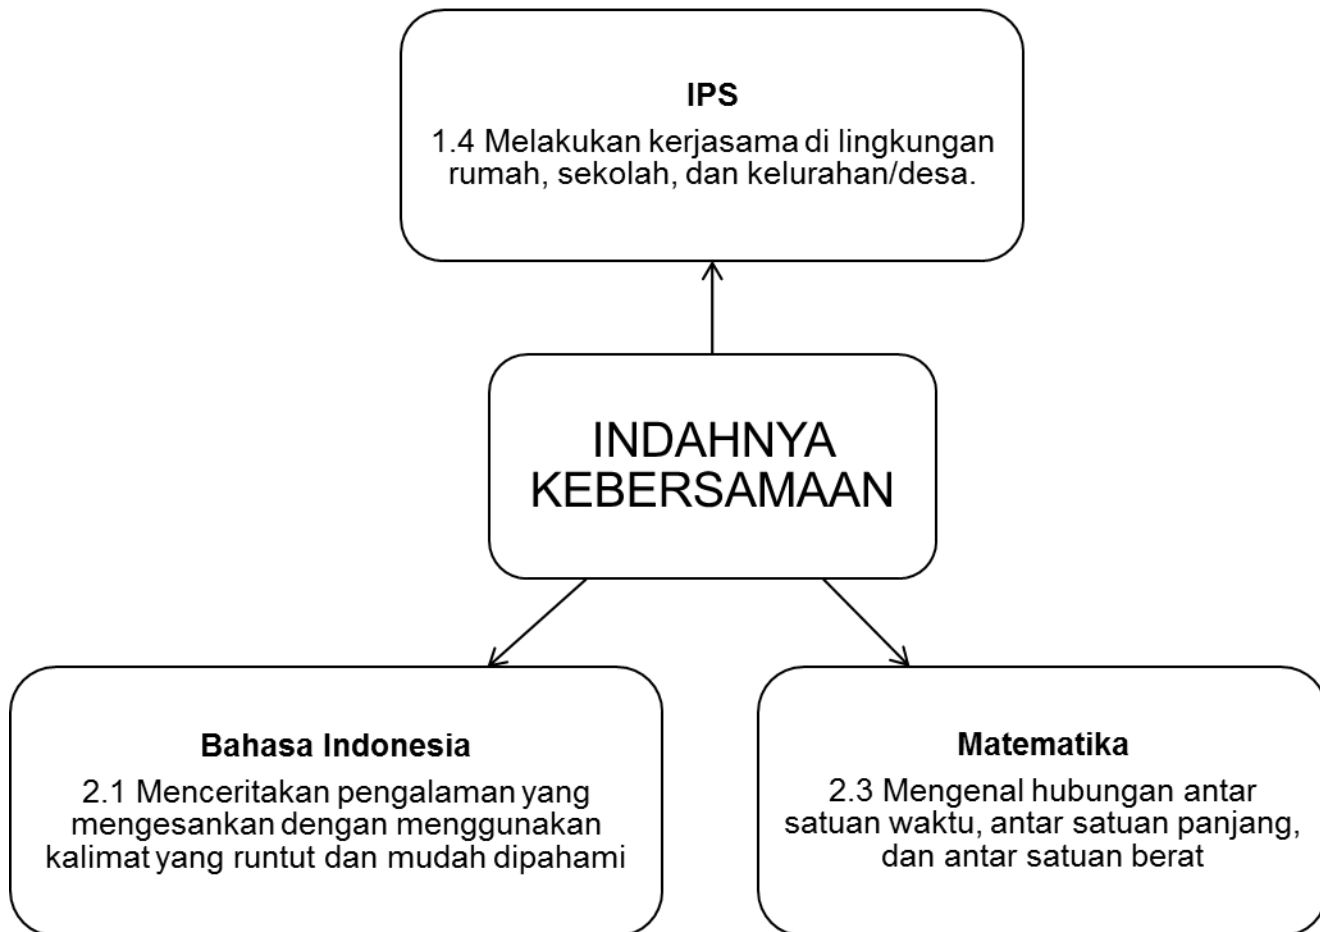 IPS
1.4 Melakukan kerjasama di lingkungan
rumah, sekolah, dan kelurahan/desa.
INDAHNYA
KEBERSAMAAN
Bahasa Indonesia
2.1 Menceritakan pengalaman yang
mengesankan dengan menggunakan
kalimat yang runtut dan mudah dipahami
Matematika
2.3 Mengenal hubungan antar
satuan waktu, antar satuan panjang,
dan antar satuan berat